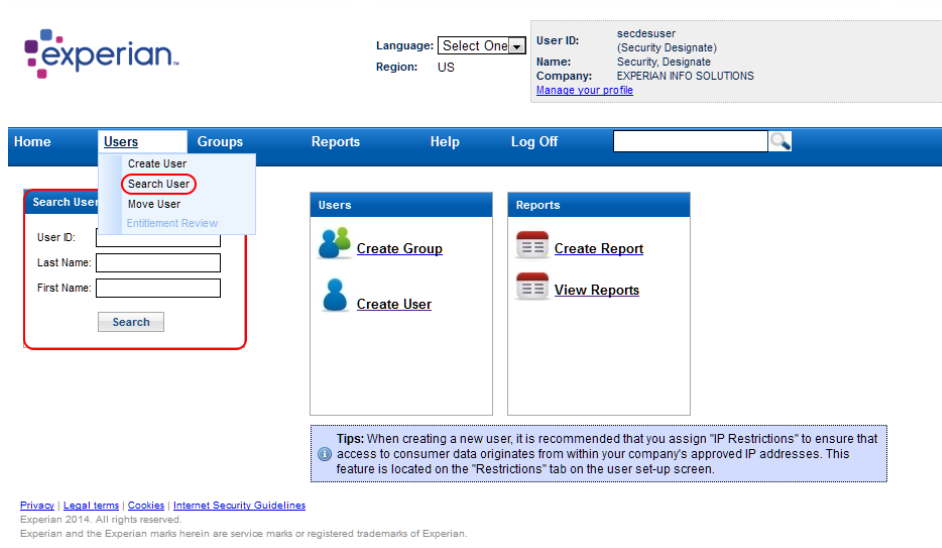 experian.
Language: Select One
Region: US
User ID: secdesuser
(Security Designate)
Name: Security, Designate
Company: EXPERIAN INFO SOLUTIONS
Manage your profile
Home Users Groups Reports Help Log Off
Create User
Search User
Move User
Entitlement Review
Search User
User ID:
Last Name:
First Name:
Search
Users
Create Group
Create User
Reports
Create Report
View Reports
Tips: When creating a new user, it is recommended that you assign "IP Restrictions" to ensure that
access to consumer data originates from within your company's approved IP addresses. This
feature is located on the "Restrictions" tab on the user set-up screen.
Privacy | Legal terms | Cookies | Internet Security Guidelines
Experian 2014. All rights reserved.
Experian and the Experian marks herein are service marks or registered trademarks of Experian.